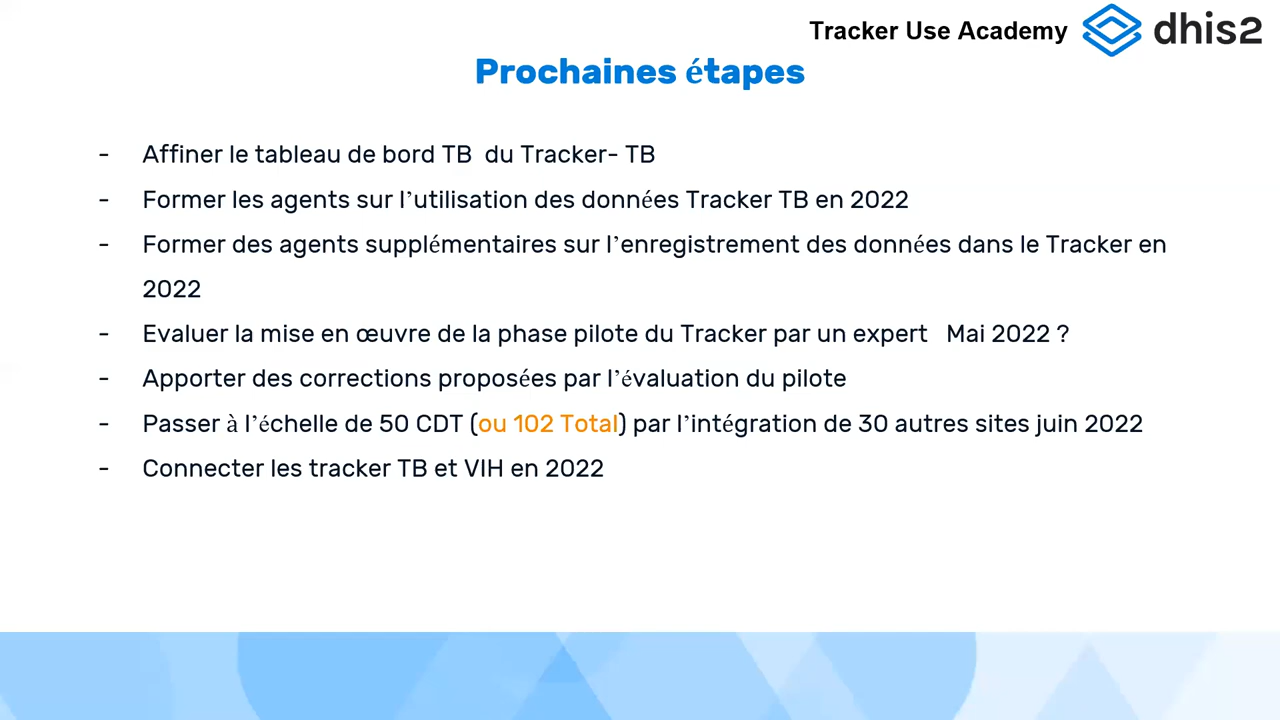 Tracker Use Academy dhis2
Prochaines étapes
- Affiner le tableau de bord TB du Tracker- TB
- Former les agents sur l’utilisation des données Tracker TB en 2022
- Former des agents supplémentaires sur l’enregistrement des données dans le Tracker en
2022
- Evaluer la mise en œuvre de la phase pilote du Tracker par un expert Mai 2022 ?
- Apporter des corrections proposées par l’évaluation du pilote
- Passer à l’échelle de 50 CDT (ou 102 Total) par l’intégration de 30 autres sites juin 2022
- Connecter les tracker TB et VIH en 2022